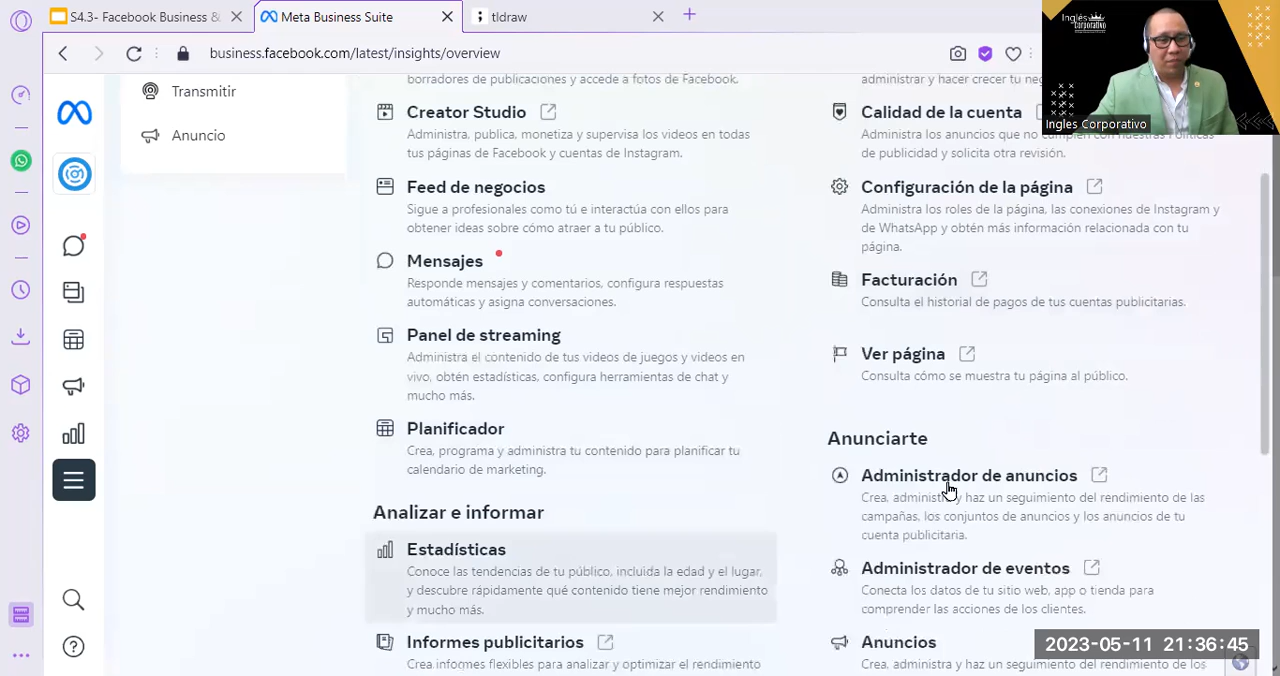 S4.3- Facebook Business &
Meta Business Suite
tldraw
business.facebook.com/latest/insights/overview
Inglés
Corporativo
Ingles Corporativo
Transmitir
Anuncio
borradores de publicaciones y accede a fotos de Facebook.
Creator Studio
Administra, publica, monetiza y supervisa los videos en todas
tus páginas de Facebook y cuentas de Instagram.
Feed de negocios
Sigue a profesionales como tú e interactúa con ellos para
obtener ideas sobre cómo atraer a tu público.
Mensajes
Responde mensajes y comentarios, configura respuestas
automáticas y asigna conversaciones.
Panel de streaming
Administra el contenido de tus videos de juegos y videos en
vivo, obtén estadísticas, configura herramientas de chat y
mucho más.
Planificador
Crea, programa y administra tu contenido para planificar tu
calendario de marketing.
Analizar e informar
Estadísticas
Conoce las tendencias de tu público, incluida la edad y el lugar,
y descubre rápidamente qué contenido tiene mejor rendimiento
y mucho más.
Informes publicitarios
Crea informes flexibles para analizar y optimizar el rendimiento
administrar y hacer crecer tu
Calidad de la cuenta
Administra los anuncios que no cumplen con nuestras Políticas
de publicidad y solicita otra revisión.
Configuración de la página
Administra los roles de la página, las conexiones de Instagram y
de WhatsApp y obtén más información relacionada con tu
página.
Facturación
Consulta el historial de pagos de tus cuentas publicitarias.
Ver página
Consulta cómo se muestra tu página al público.
Anunciarte
Administrador de anuncios
Crea, administra y haz un seguimiento del rendimiento de las
campañas, los conjuntos de anuncios y los anuncios de tu
cuenta publicitaria.
Administrador de eventos
Conecta los datos de tu sitio web, app o tienda para
comprender las acciones de los clientes.
Anuncios
Crea, administra y haz un seguimiento del rendimiento de los
2023-05-11 21:36:45